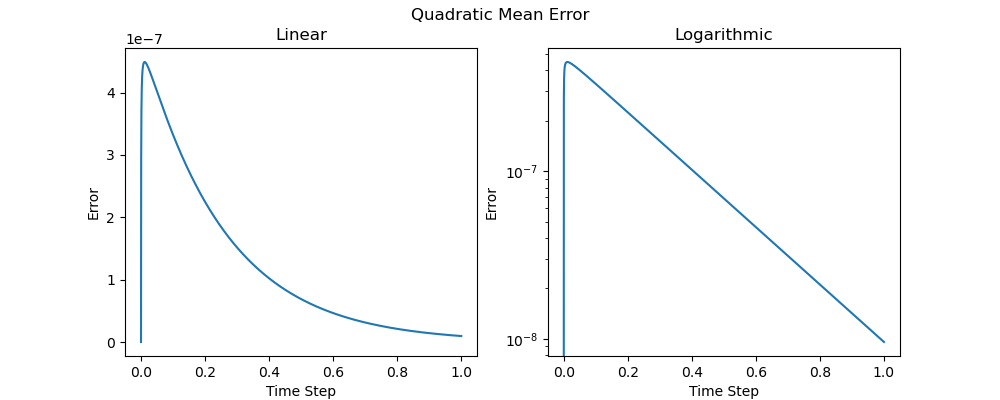 Quadratic Mean Error
Linear
1e−7
4
3
2
1
0
Error
0.0 0.2 0.4 0.6 0.8 1.0
Time Step
Logarithmic
10⁻⁷
10⁻⁸
Error
0.0 0.2 0.4 0.6 0.8 1.0
Time Step